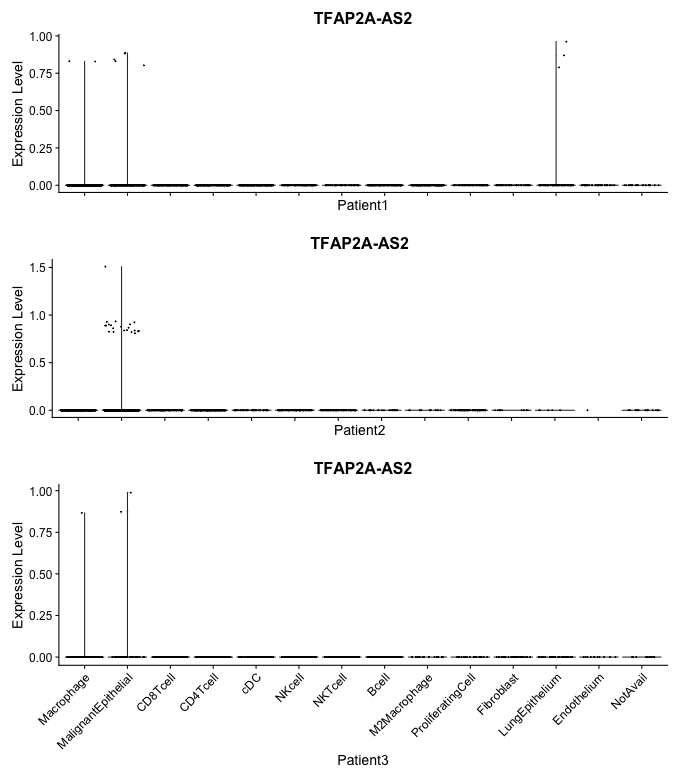 TFAP2A-AS2
Expression Level
1.00
0.75
0.50
0.25
0.00
Patient1
TFAP2A-AS2
Expression Level
1.5
1.0
0.5
0.0
Patient2
TFAP2A-AS2
Expression Level
1.00
0.75
0.50
0.25
0.00
Macrophage
MalignantEpithelial
CD8Tcell
CD4Tcell
cDC
NKcell
NKTcell
Bcell
M2Macrophage
ProliferatingCell
Fibroblast
LungEpithelium
Endothelium
NotAvail
Patient3